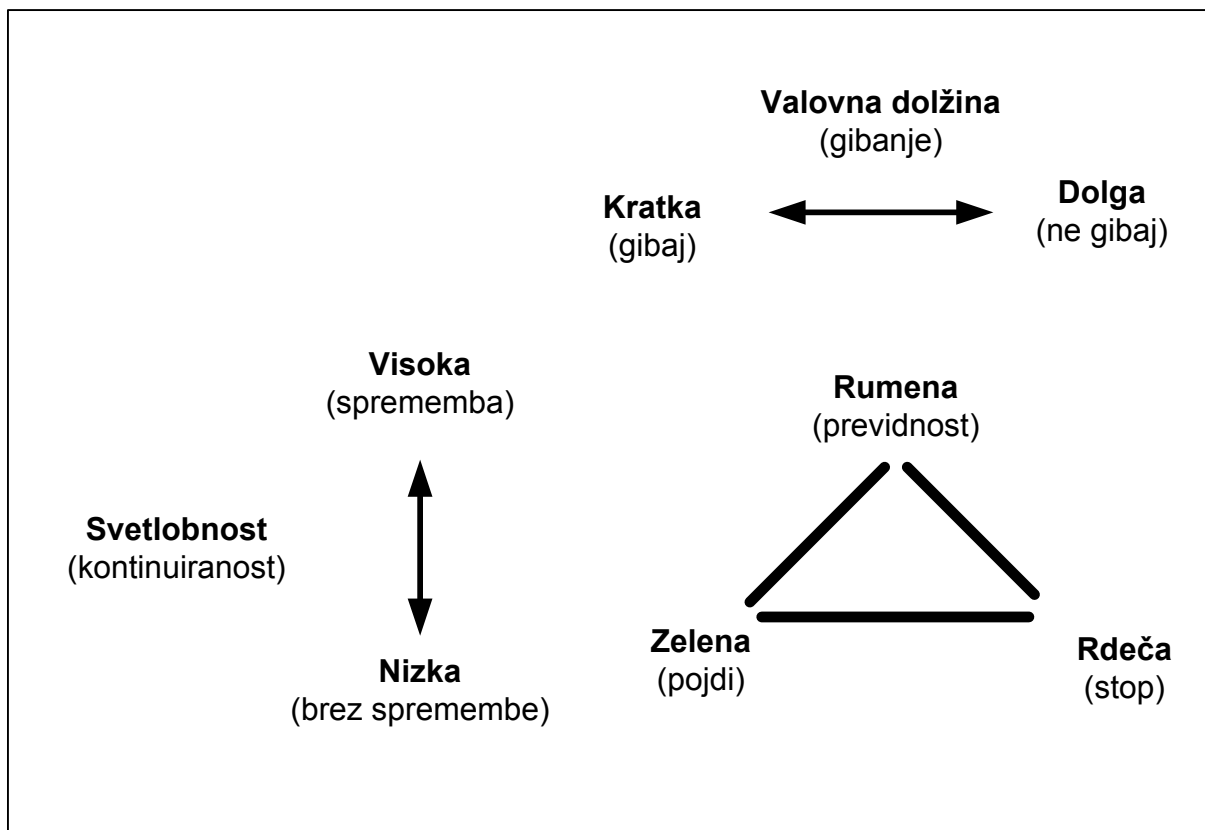 Valovna dolžina
(gibanje)
Kratka
(gibaj)
Dolga
(ne gibaj)
Visoka
(sprememba)
Svetlobnost
(kontinuiranost)
Nizka
(brez spremembe)
Rumena
(previdnost)
Zelena
(pojdi)
Rdeča
(stop)